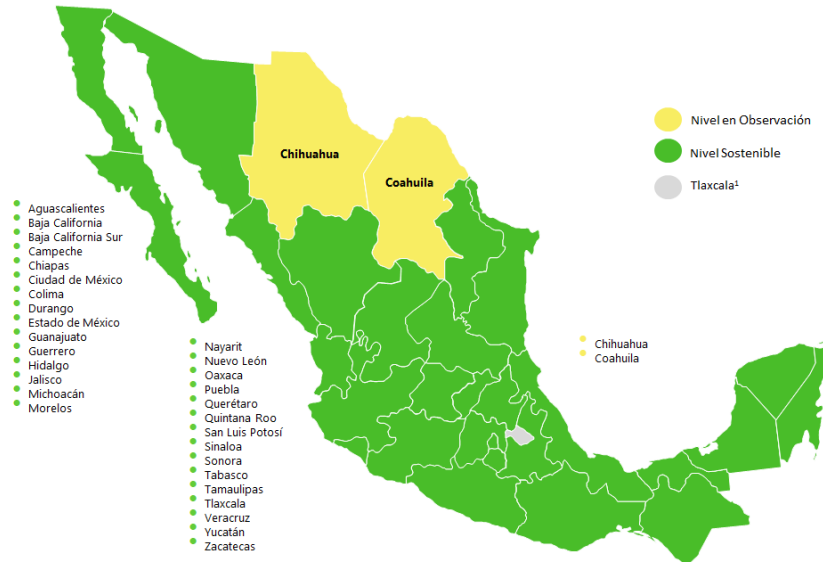 Chihuahua
Coahuila
Nivel en Observación
Nivel Sostenible
Tlaxcala¹
Aguascalientes
Baja California
Baja California Sur
Campeche
Chiapas
Ciudad de México
Colima
Durango
Estado de México
Guanajuato
Guerrero
Hidalgo
Jalisco
Michoacán
Morelos
Nayarit
Nuevo León
Oaxaca
Puebla
Querétaro
Quintana Roo
San Luis Potosí
Sinaloa
Sonora
Tabasco
Tamaulipas
Tlaxcala
Veracruz
Yucatán
Zacatecas
Chihuahua
Coahuila